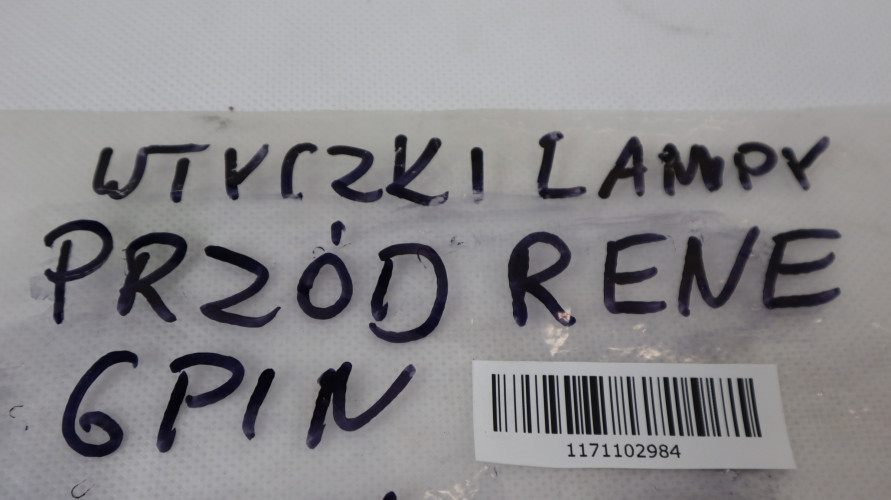 WTYCZKI LAMPY
PRZÓD RENE
6PIN
1171102984